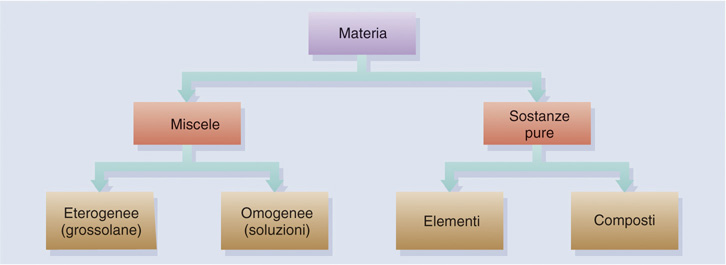 Materia
Miscele
Sostanze
pure
Eterogenee
(grossolane)
Omogenee
(soluzioni)
Elementi
Composti